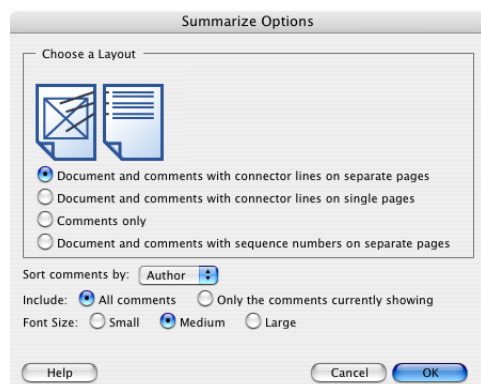 Summarize Options
Choose a Layout
Document and comments with connector lines on separate pages
Document and comments with connector lines on single pages
Comments only
Document and comments with sequence numbers on separate pages
Sort comments by: Author
Include: All comments Only the comments currently showing
Font Size: Small Medium Large
Help Cancel OK